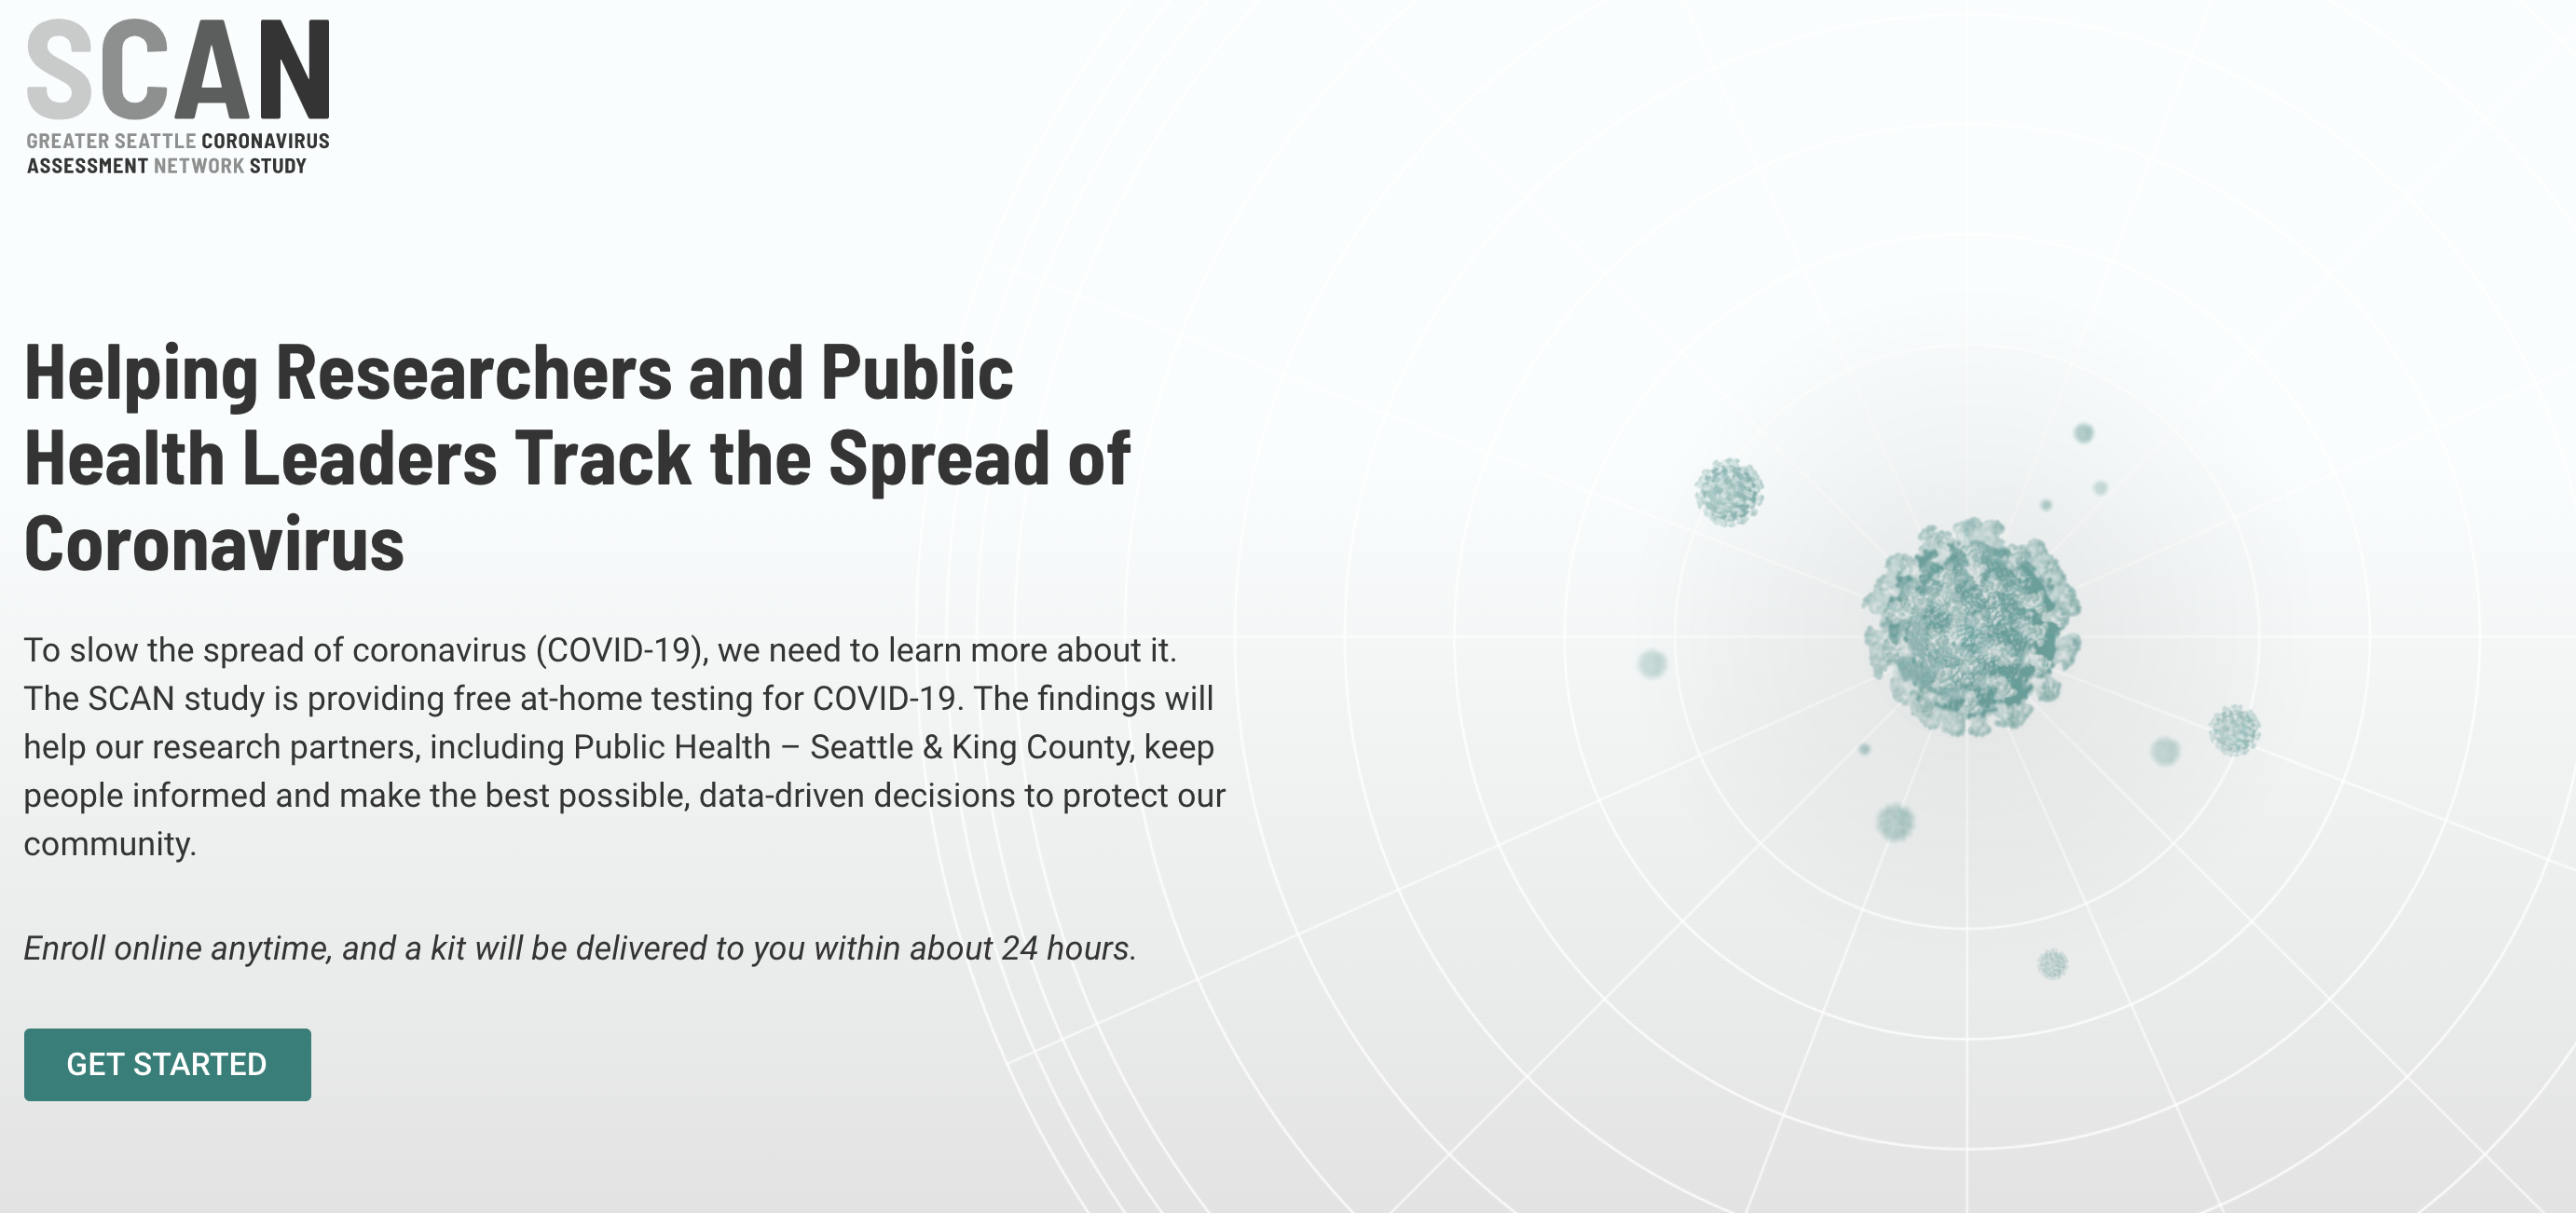 SCAN
GREATER SEATTLE CORONAVIRUS
ASSESSMENT NETWORK STUDY
Helping Researchers and Public
Health Leaders Track the Spread of
Coronavirus
To slow the spread of coronavirus (COVID-19), we need to learn more about it.
The SCAN study is providing free at-home testing for COVID-19. The findings will
help our research partners, including Public Health – Seattle & King County, keep
people informed and make the best possible, data-driven decisions to protect our
community.
Enroll online anytime, and a kit will be delivered to you within about 24 hours.
GET STARTED